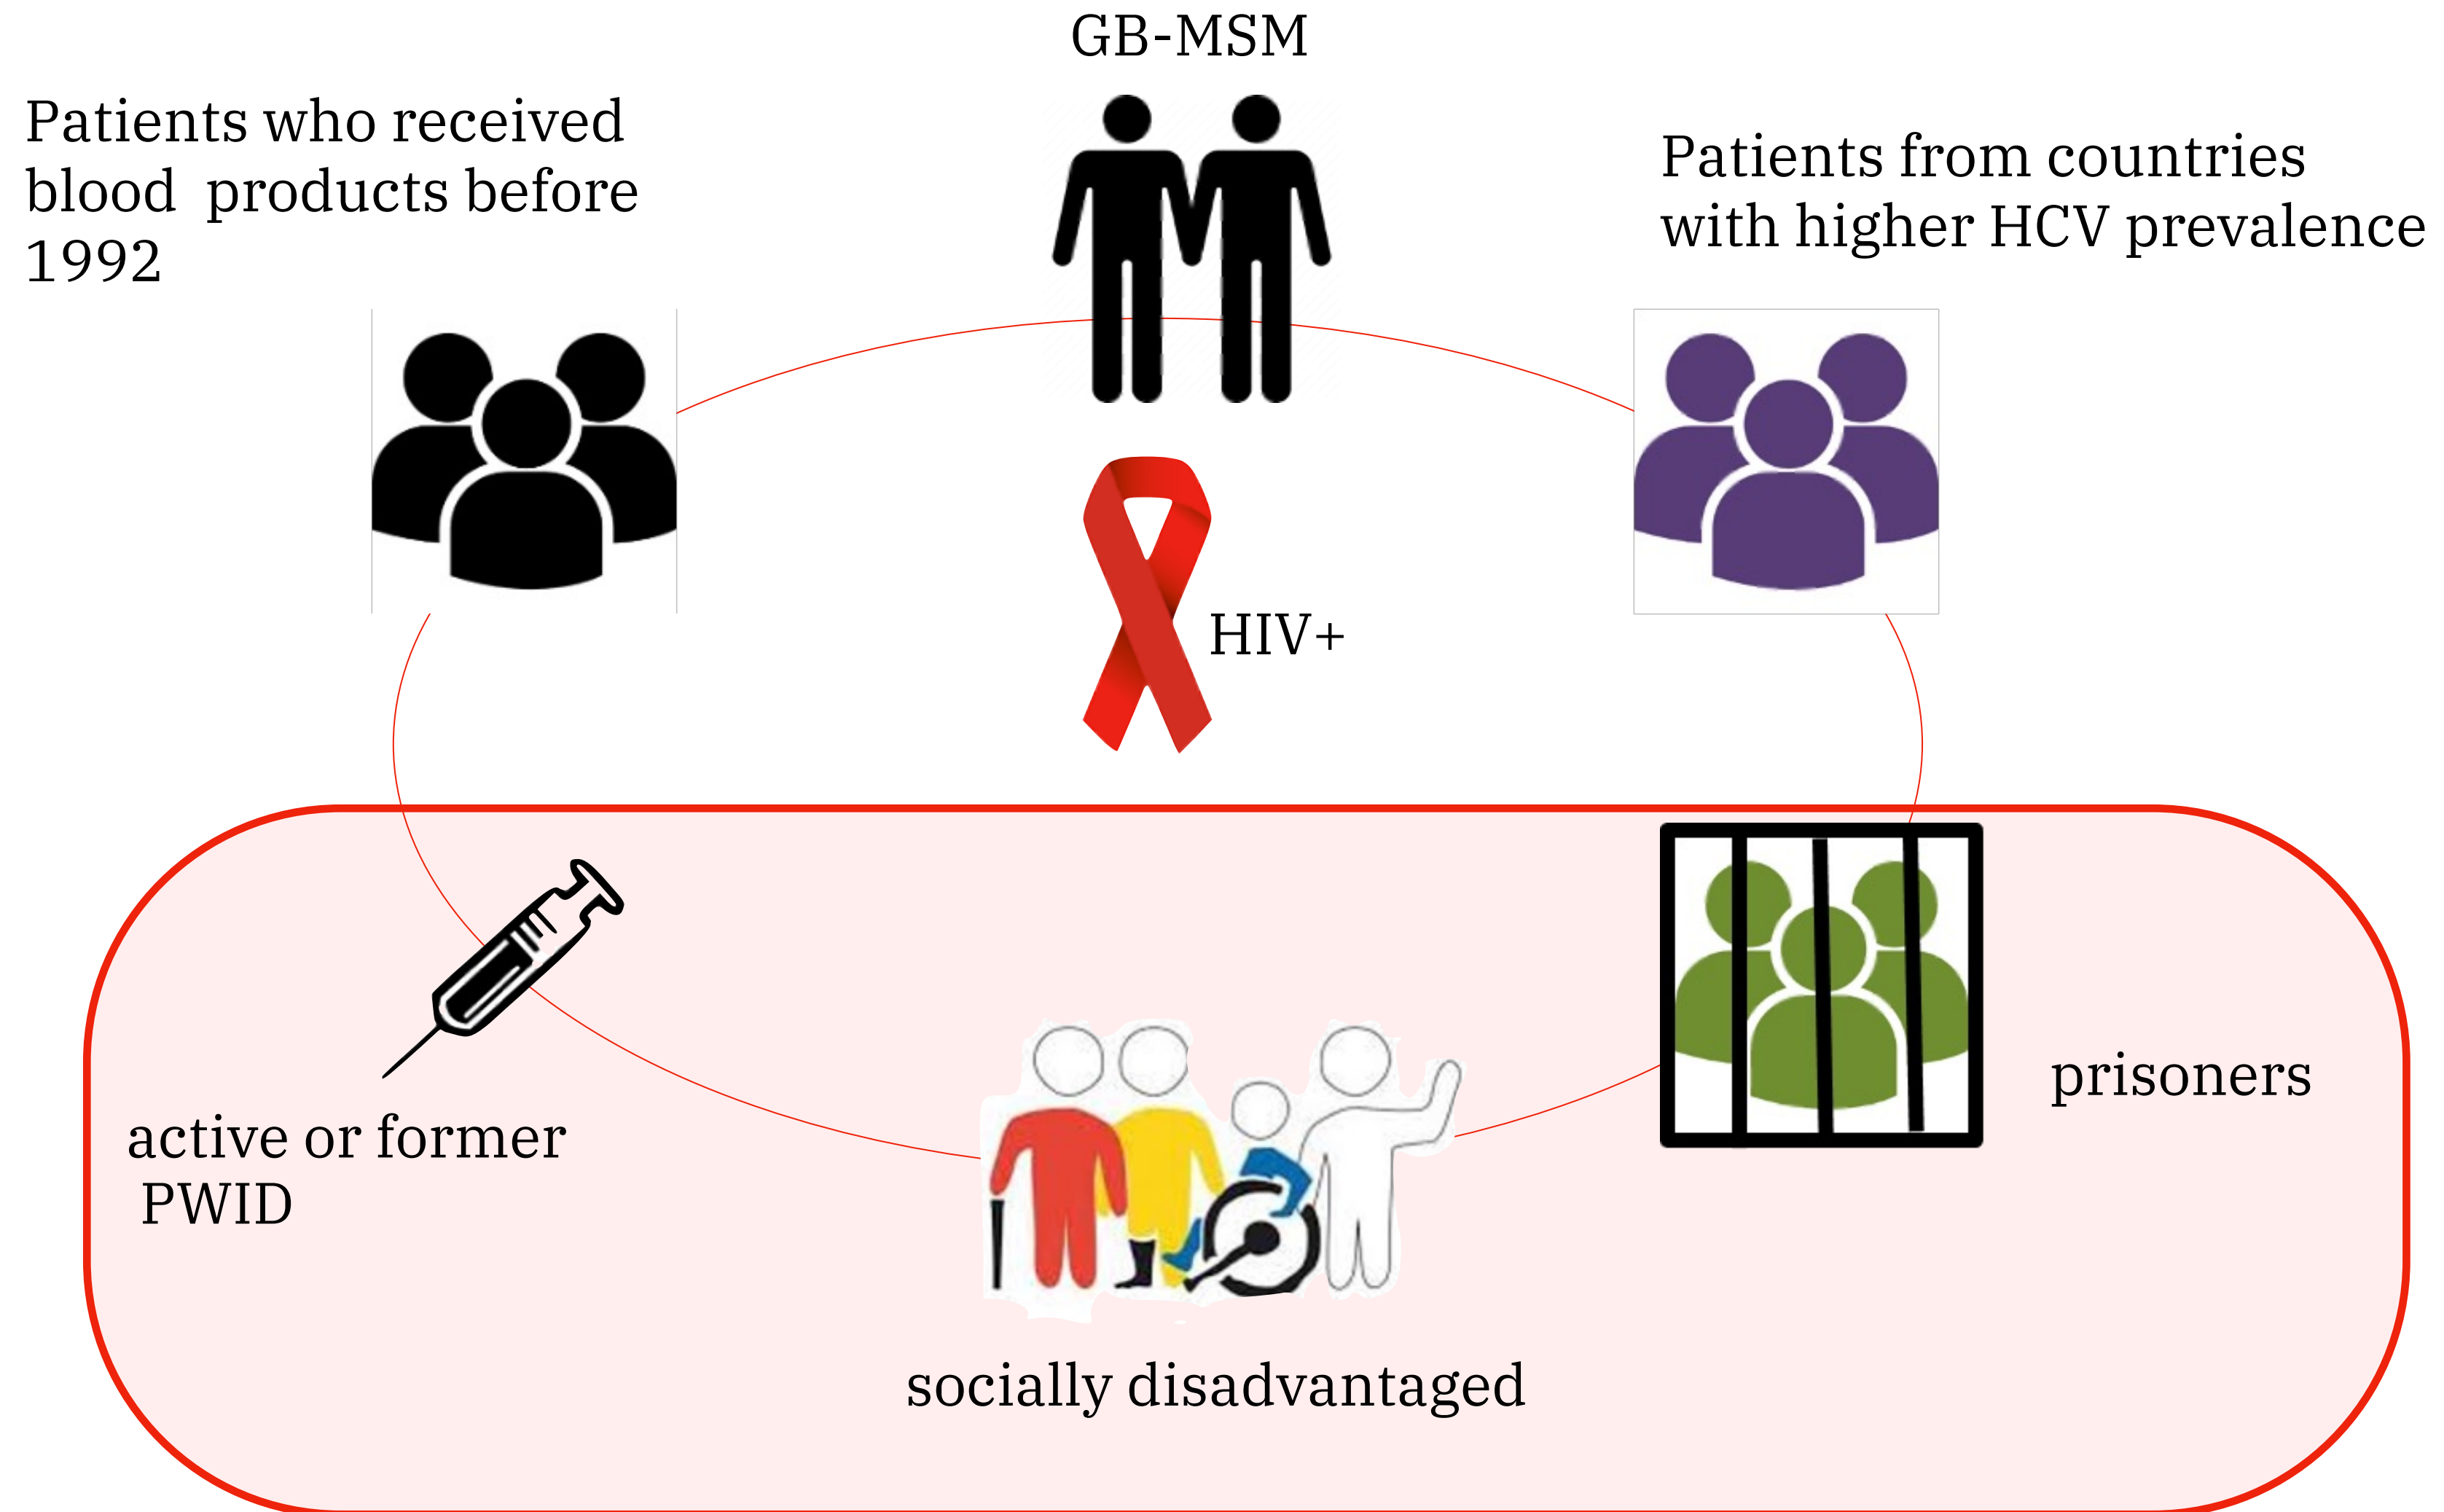 GB-MSM
Patients who received
blood  products before
1992
Patients from countries
with higher HCV prevalence
HIV+
active or former
PWID
prisoners
socially disadvantaged